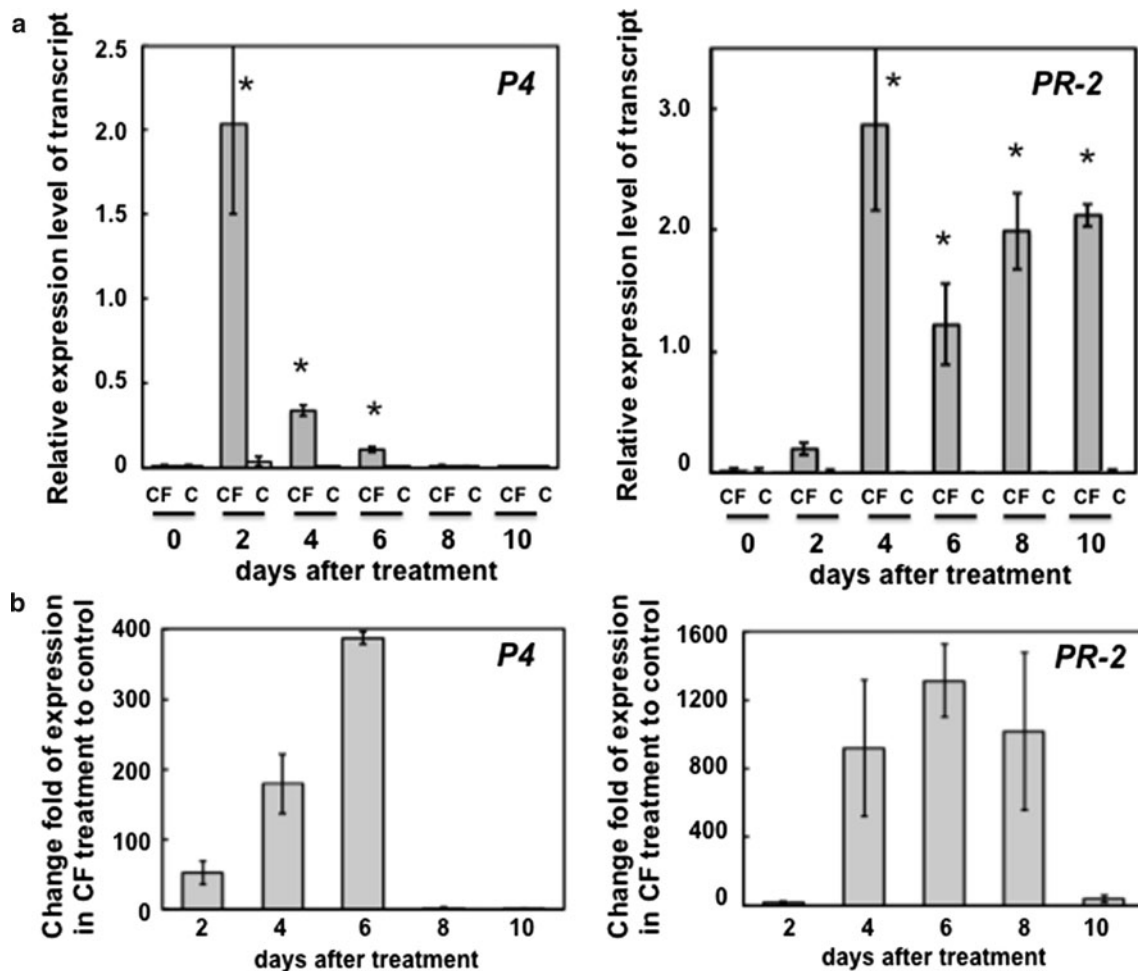 a
Relative expression level of transcript
P4
2.5
2.0
1.5
1.0
0.5
0
CF C CF C CF C CF C CF C CF C
0 2 4 6 8 10
days after treatment
Relative expression level of transcript
PR-2
3.0
2.0
1.0
0
CF C CF C CF C CF C CF C CF C
0 2 4 6 8 10
days after treatment
b
Change fold of expression
in CF treatment to control
P4
400
300
200
100
0
2 4 6 8 10
days after treatment
Change fold of expression
in CF treatment to control
PR-2
1600
1200
800
400
0
2 4 6 8 10
days after treatment